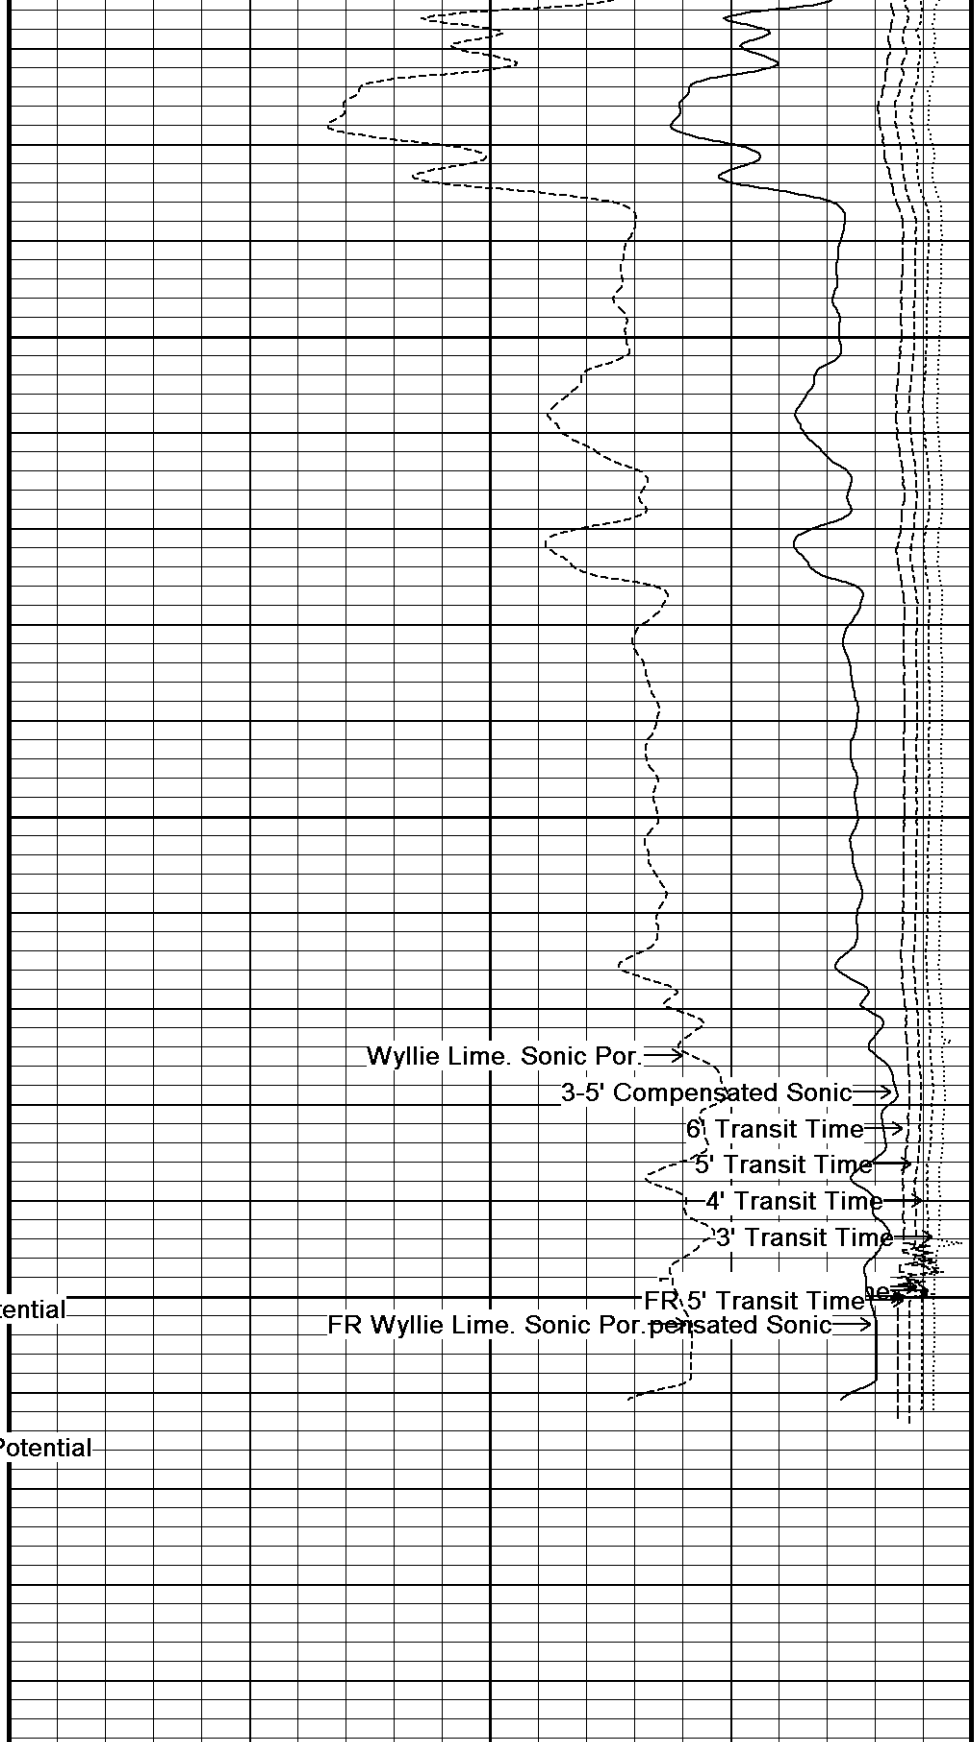 Wyllie Lime. Sonic Por.
3-5' Compensated Sonic
6' Transit Time
5' Transit Time
4' Transit Time
3' Transit Time
FR 5' Transit Time
tential
FR Wyllie Lime. Sonic Por. pensated Sonic
Potential